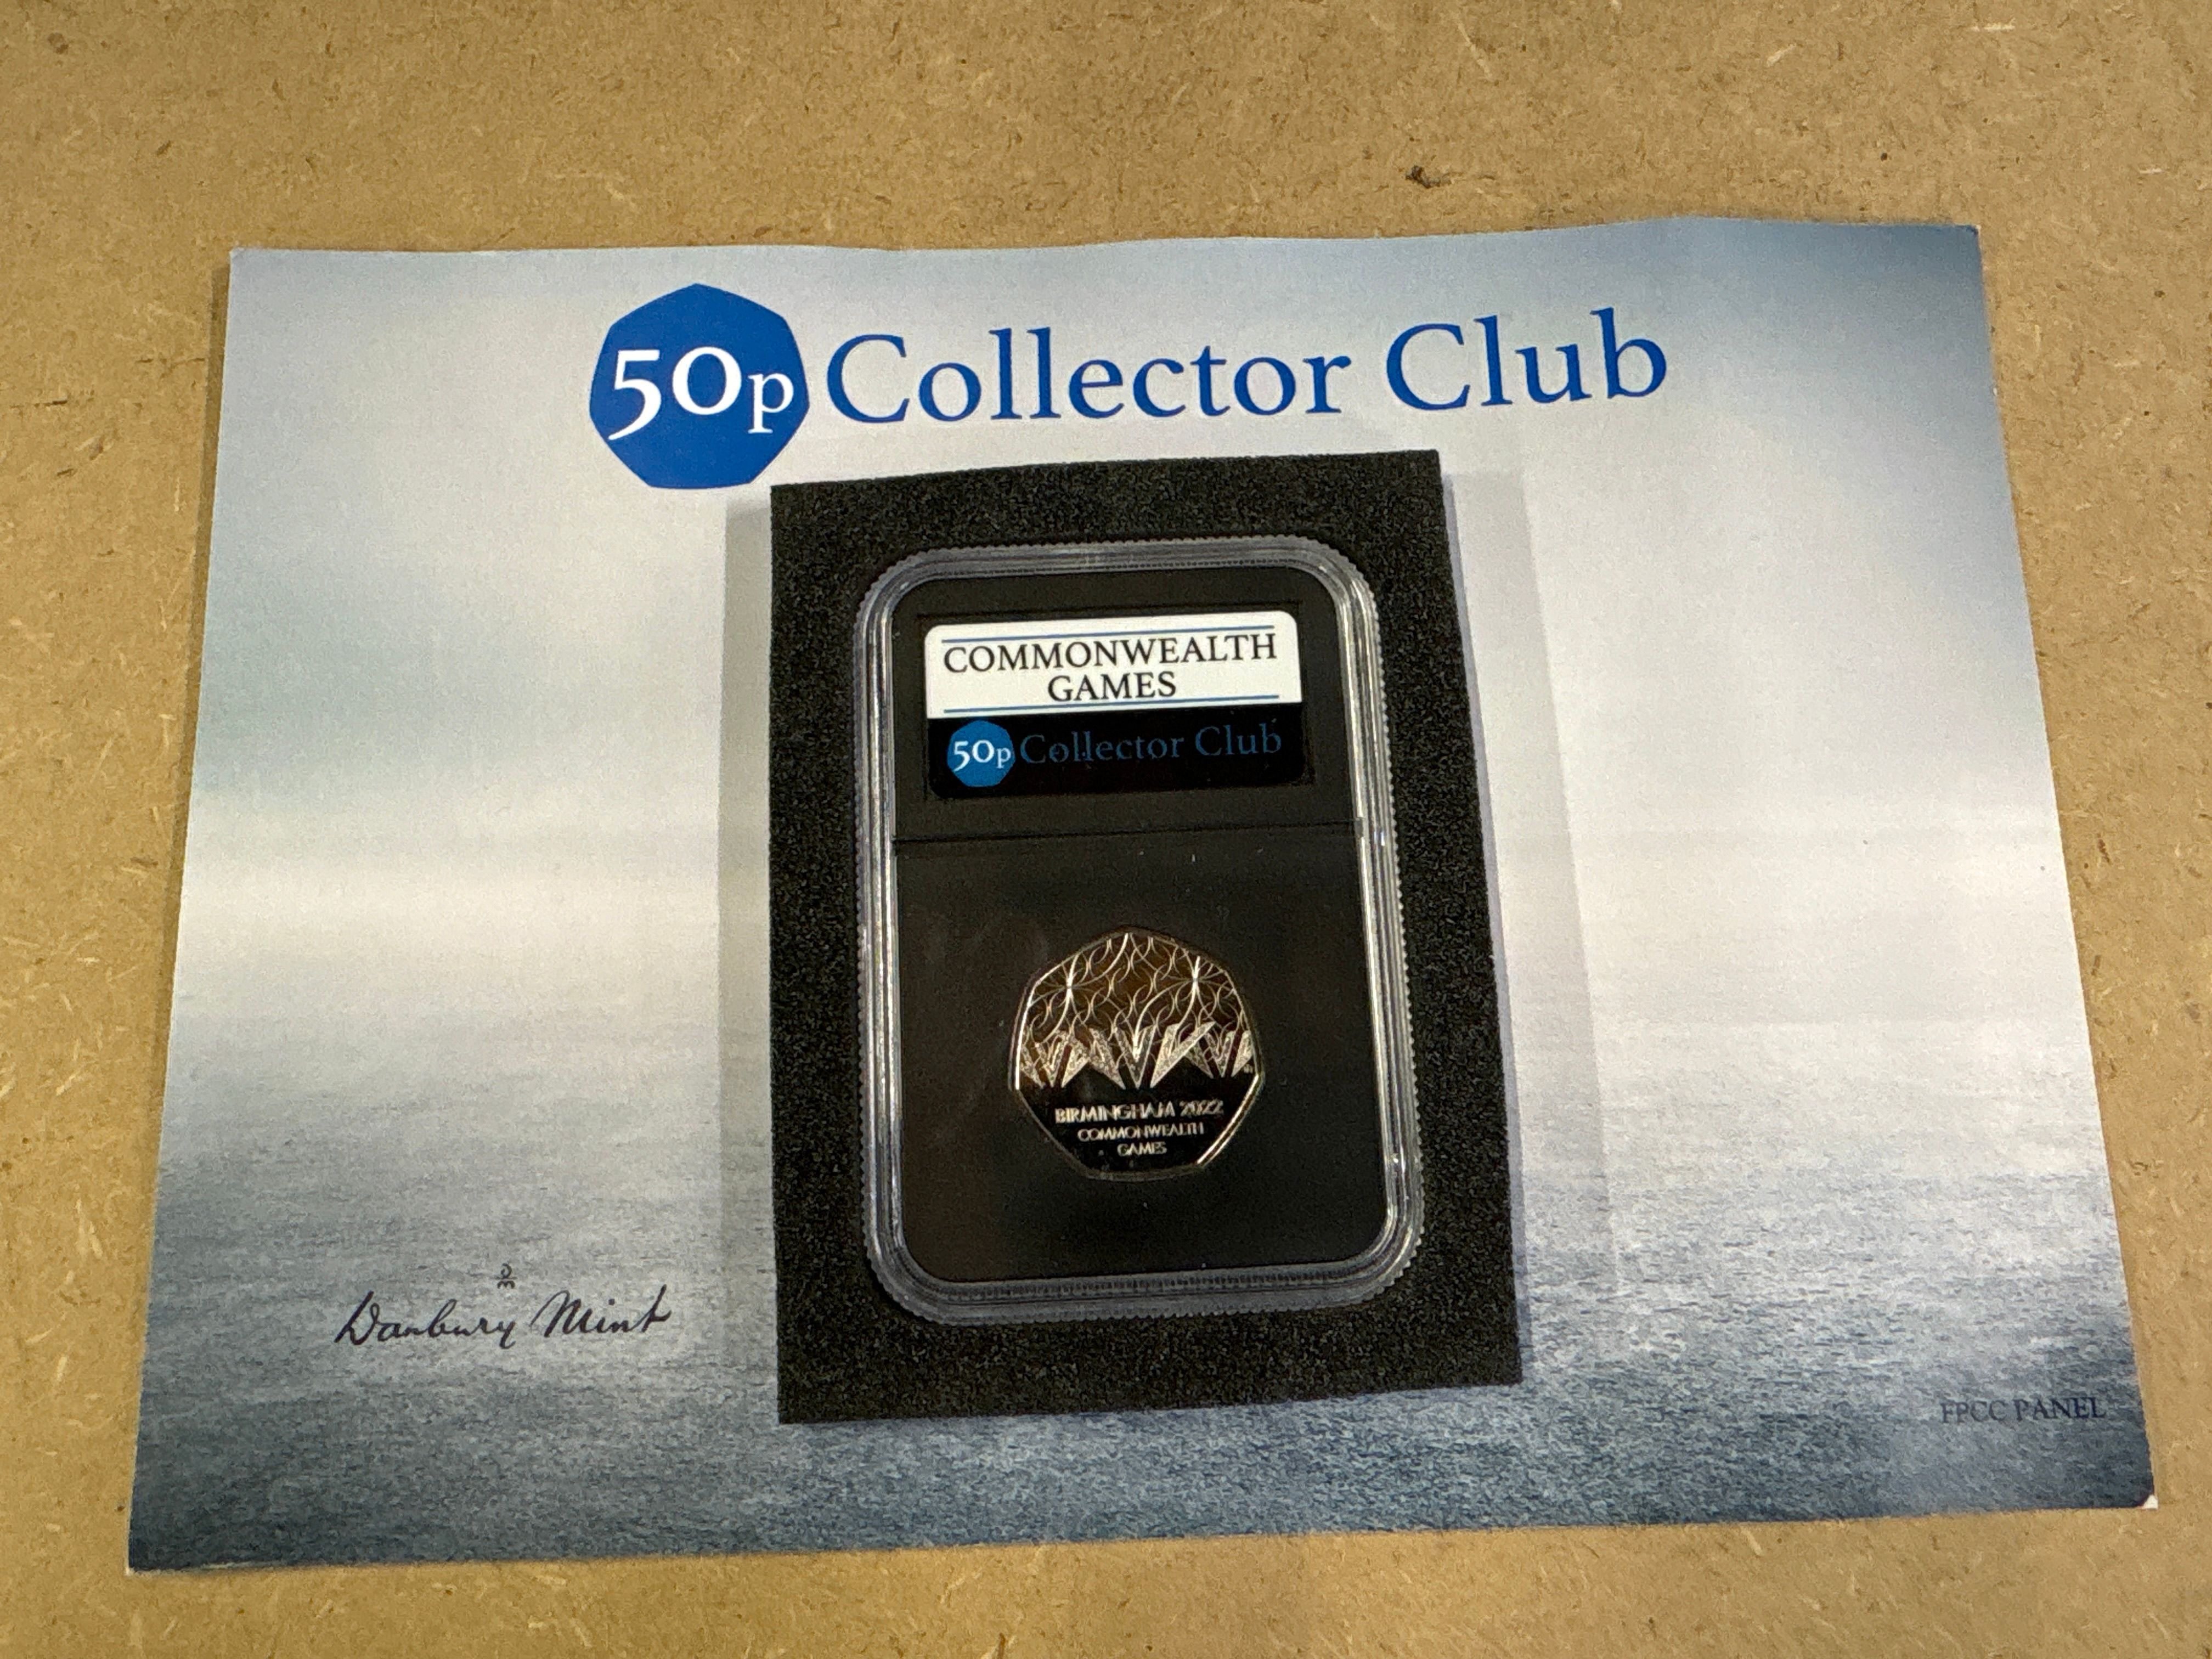 50p Collector Club
COMMONWEALTH
GAMES
50p Collector Club
BIRMINGHAM 2022
COMMONWEALTH
GAMES
Danbury Mint
FPCC PANEL